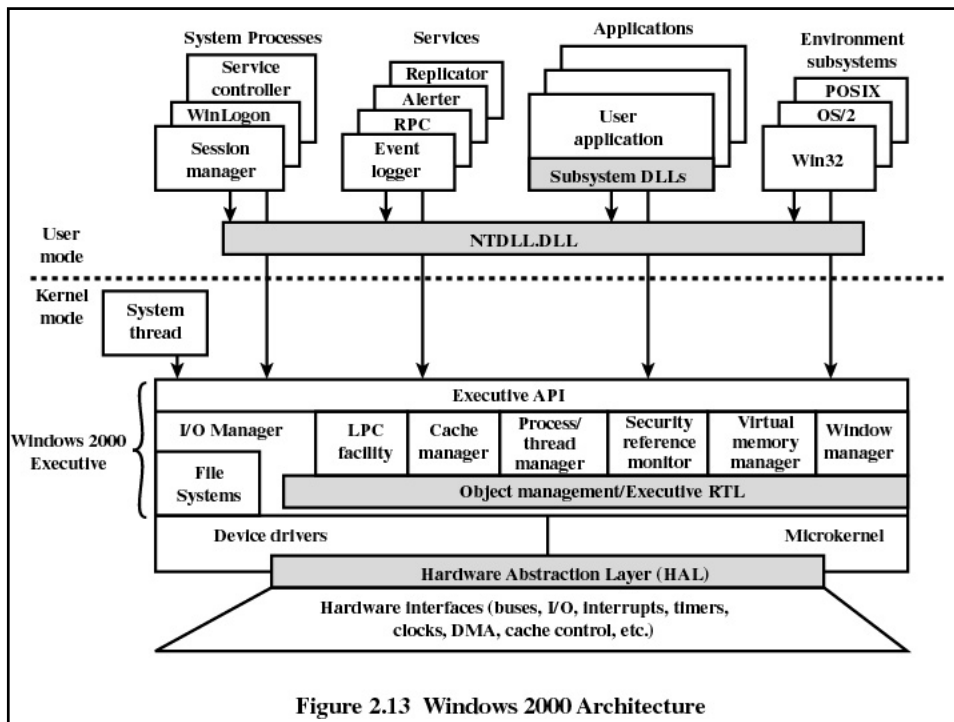 System Processes
Service
controller
WinLogon
Session
manager
Services
Replicator
Alerter
RPC
Event
logger
Applications
User
application
Subsystem DLLs
Environment
subsystems
POSIX
OS/2
Win32
User
mode
NTDLL.DLL
Kernel
mode
System
thread
Windows 2000
Executive
Executive API
I/O Manager
File
Systems
LPC
facility
Cache
manager
Process/
thread
manager
Security
reference
monitor
Virtual
memory
manager
Window
manager
Object management/Executive RTL
Device drivers
Microkernel
Hardware Abstraction Layer (HAL)
Hardware interfaces (buses, I/O, interrupts, timers,
clocks, DMA, cache control, etc.)
Figure 2.13 Windows 2000 Architecture